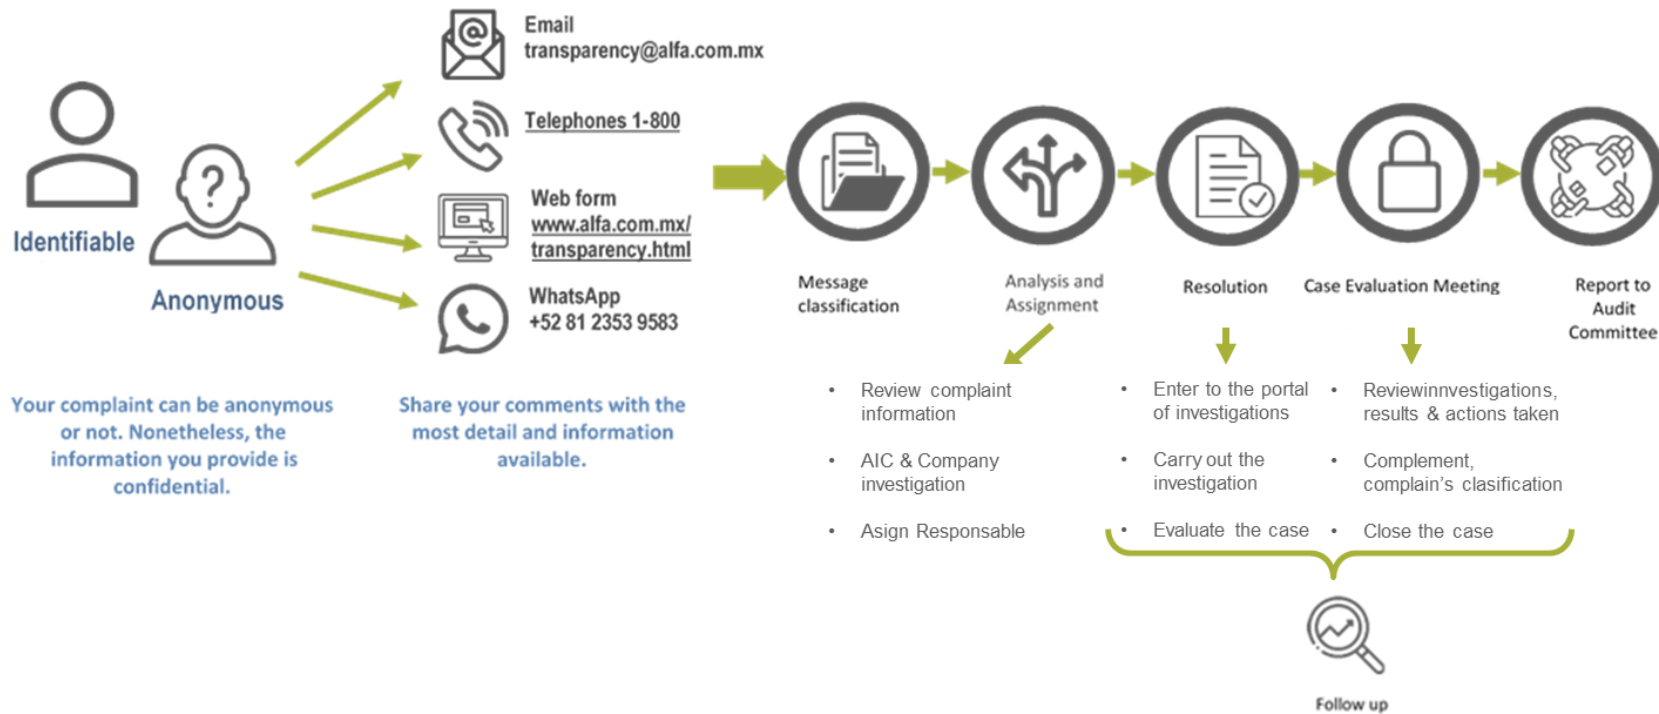 Identifiable
?
Anonymous
Your complaint can be anonymous
or not. Nonetheless, the
information you provide is
confidential.
@
Email
transparency@alfa.com.mx
Telephones 1-800
Web form
www.alfa.com.mx/
transparency.html
WhatsApp
+52 81 2353 9583
Share your comments with the
most detail and information
available.
Message
classification
Analysis and
Assignment
Resolution
Case Evaluation Meeting
Report to
Audit
Committee
• Review complaint
information
• AIC & Company
investigation
• Asign Responsable
• Enter to the portal
of investigations
• Carry out the
investigation
• Evaluate the case
• Reviewinnvestigations,
results & actions taken
• Complement,
complain's clasification
• Close the case
Follow up